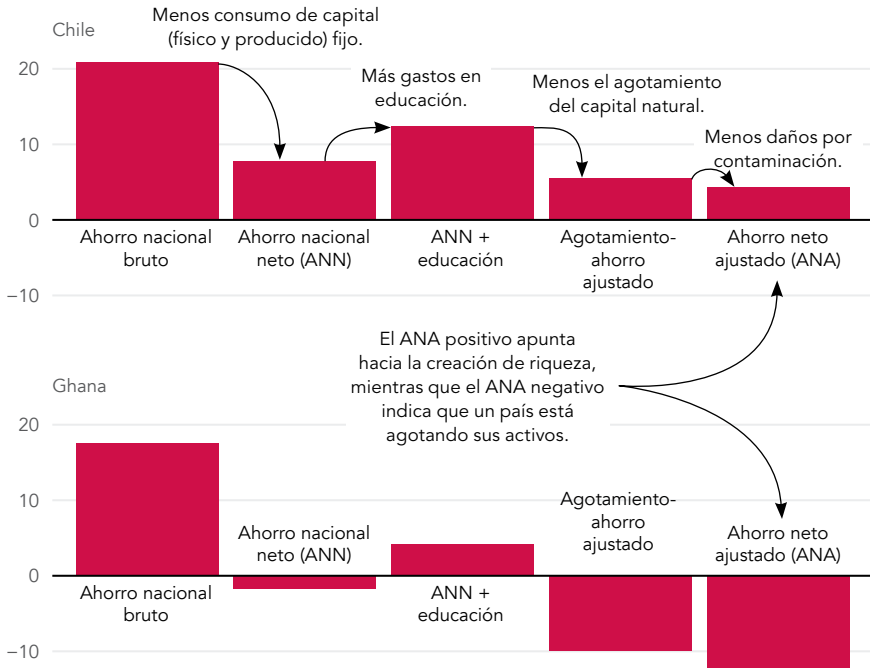 Chile
Menos consumo de capital
(físico y producido) fijo.
Más gastos en
educación.
Menos el agotamiento
del capital natural.
Menos daños por
contaminación.
20
10
0
−10
Ahorro nacional
bruto
Ahorro nacional
neto (ANN)
ANN +
educación
Agotamiento-
ahorro
ajustado
Ahorro neto
ajustado (ANA)
El ANA positivo apunta
hacia la creación de riqueza,
mientras que el ANA negativo
indica que un país está
agotando sus activos.
Ghana
20
10
0
−10
Ahorro nacional
bruto
Ahorro nacional
neto (ANN)
ANN +
educación
Agotamiento-
ahorro
ajustado
Ahorro neto
ajustado (ANA)